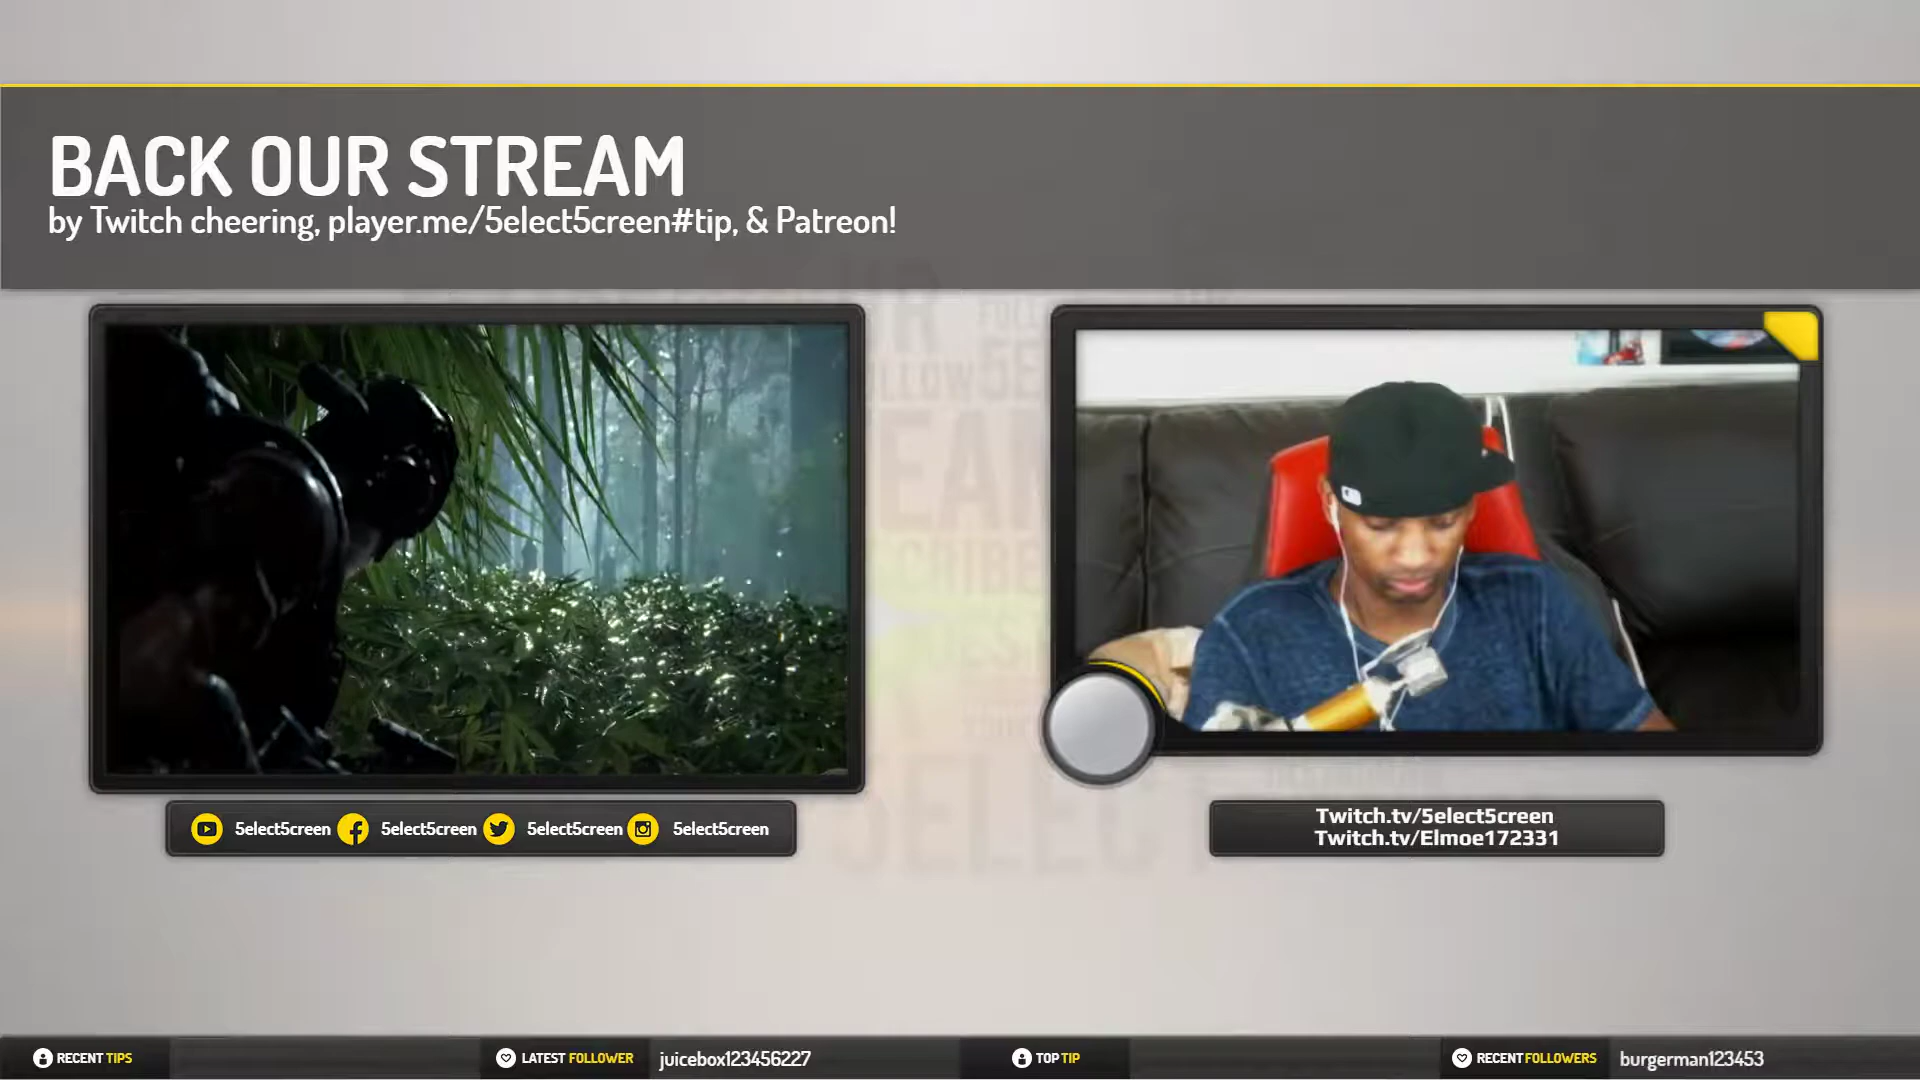 BACK OUR STREAM
by Twitch cheering, player.me/5elect5creen#tip, & Patreon!
5elect5creen 5elect5creen 5elect5creen 5elect5creen
Twitch.tv/5elect5creen
Twitch.tv/Elmoe172331
RECENT TIPS
LATEST FOLLOWER juicebox123456227
TOP TIP
RECENT FOLLOWERS burgerman123453